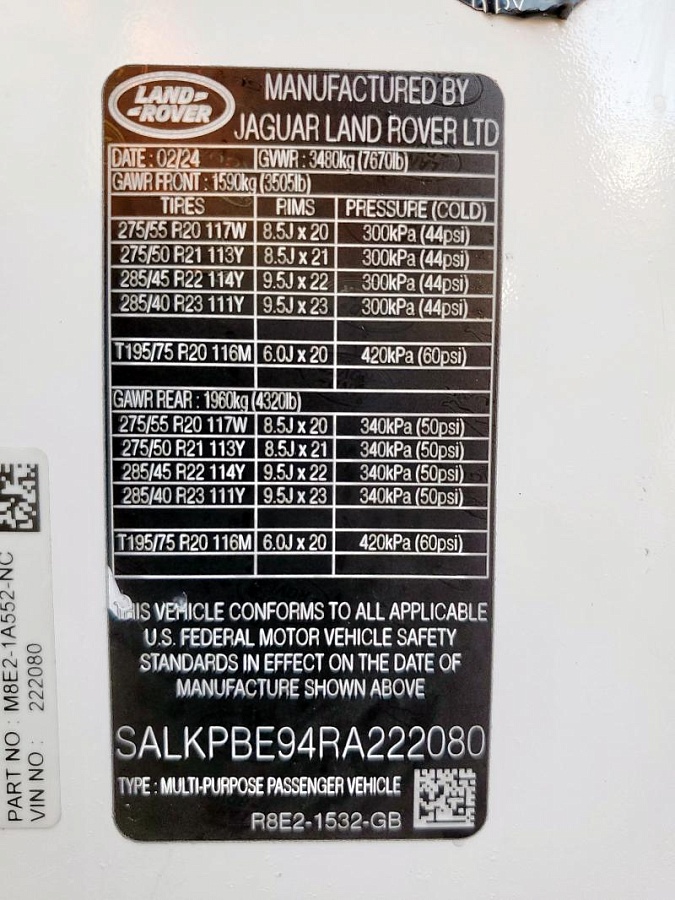 LAND-
-ROVER
MANUFACTURED BY
JAGUAR LAND ROVER LTD
DATE : 02/24 GVWR : 3480kg (7670lb)
GAWR FRONT : 1590kg (3505lb)
TIRES RIMS PRESSURE (COLD)
275/55 R20 117W 8.5J x 20 300kPa (44psi)
275/50 R21 113Y 8.5J x 21 300kPa (44psi)
285/45 R22 114Y 9.5J x 22 300kPa (44psi)
285/40 R23 111Y 9.5J x 23 300kPa (44psi)
T195/75 R20 116M 6.0J x 20 420kPa (60psi)
GAWR REAR : 1960kg (4320lb)
275/55 R20 117W 8.5J x 20 340kPa (50psi)
275/50 R21 113Y 8.5J x 21 340kPa (50psi)
285/45 R22 114Y 9.5J x 22 340kPa (50psi)
285/40 R23 111Y 9.5J x 23 340kPa (50psi)
T195/75 R20 116M 6.0J x 20 420kPa (60psi)
THIS VEHICLE CONFORMS TO ALL APPLICABLE
U.S. FEDERAL MOTOR VEHICLE SAFETY
STANDARDS IN EFFECT ON THE DATE OF
MANUFACTURE SHOWN ABOVE
SALKPBE94RA222080
TYPE : MULTI-PURPOSE PASSENGER VEHICLE
R8E2-1532-GB
PART NO : M8E2-1A552-NC
VIN NO : 222080